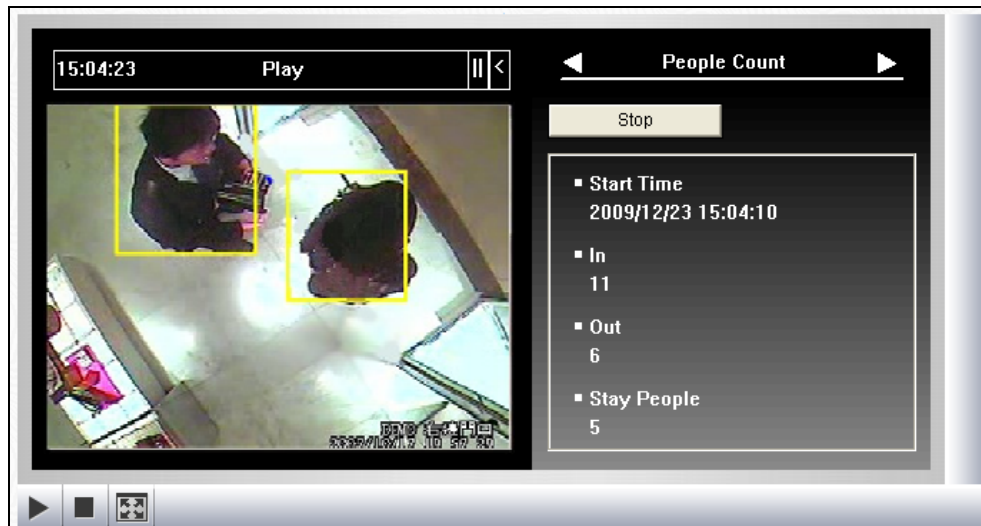 15:04:23 Play || <
People Count
Stop
Start Time
2009/12/23 15:04:10
In
11
Out
6
Stay People
5